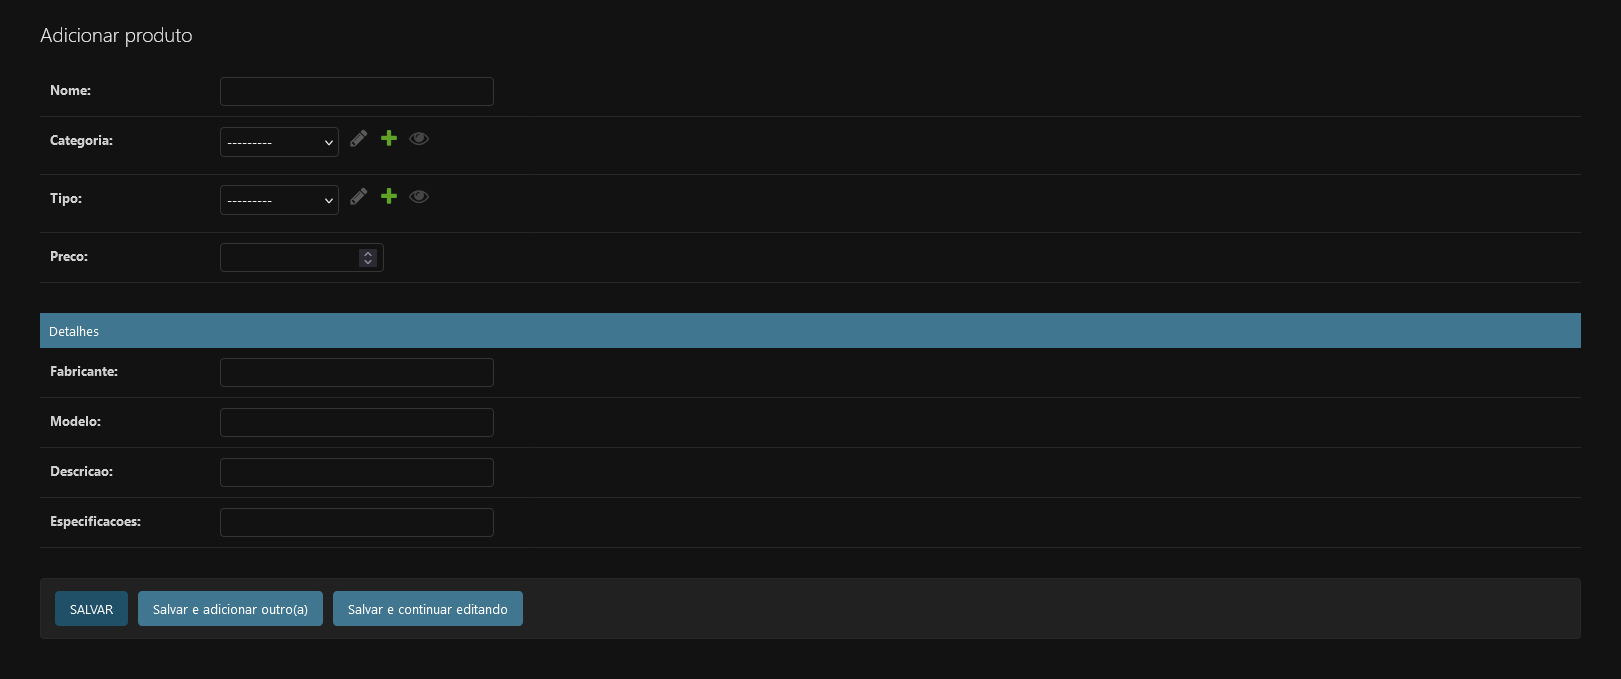 Adicionar produto
Nome:
Categoria: ---------
Tipo: ---------
Preco:
Detalhes
Fabricante:
Modelo:
Descricao:
Especificacoes:
SALVAR Salvar e adicionar outro(a) Salvar e continuar editando